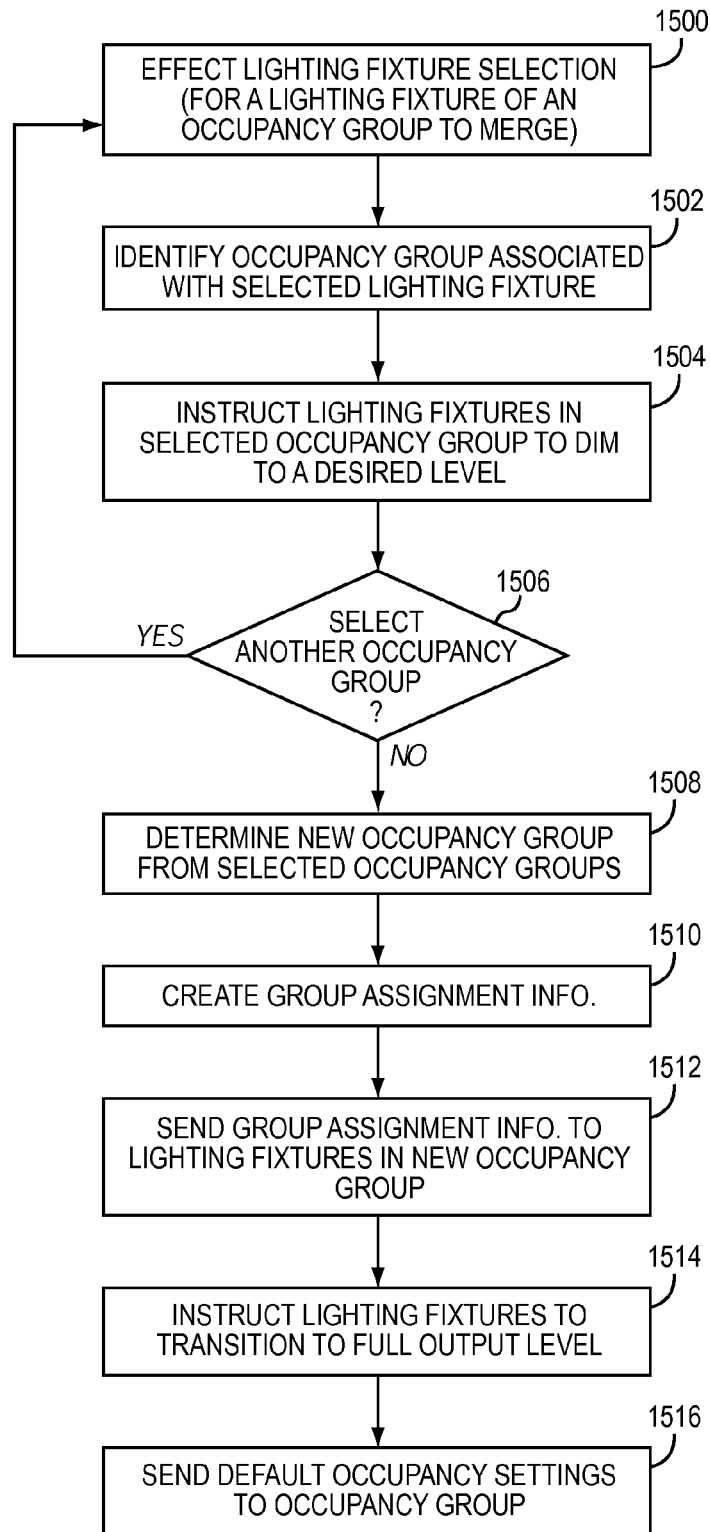 1500
EFFECT LIGHTING FIXTURE SELECTION
(FOR A LIGHTING FIXTURE OF AN
OCCUPANCY GROUP TO MERGE)
1502
IDENTIFY OCCUPANCY GROUP ASSOCIATED
WITH SELECTED LIGHTING FIXTURE
1504
INSTRUCT LIGHTING FIXTURES IN
SELECTED OCCUPANCY GROUP TO DIM
TO A DESIRED LEVEL
1506
SELECT
ANOTHER OCCUPANCY
GROUP
?
YES
NO
1508
DETERMINE NEW OCCUPANCY GROUP
FROM SELECTED OCCUPANCY GROUPS
1510
CREATE GROUP ASSIGNMENT INFO.
1512
SEND GROUP ASSIGNMENT INFO. TO
LIGHTING FIXTURES IN NEW OCCUPANCY
GROUP
1514
INSTRUCT LIGHTING FIXTURES TO
TRANSITION TO FULL OUTPUT LEVEL
1516
SEND DEFAULT OCCUPANCY SETTINGS
TO OCCUPANCY GROUP